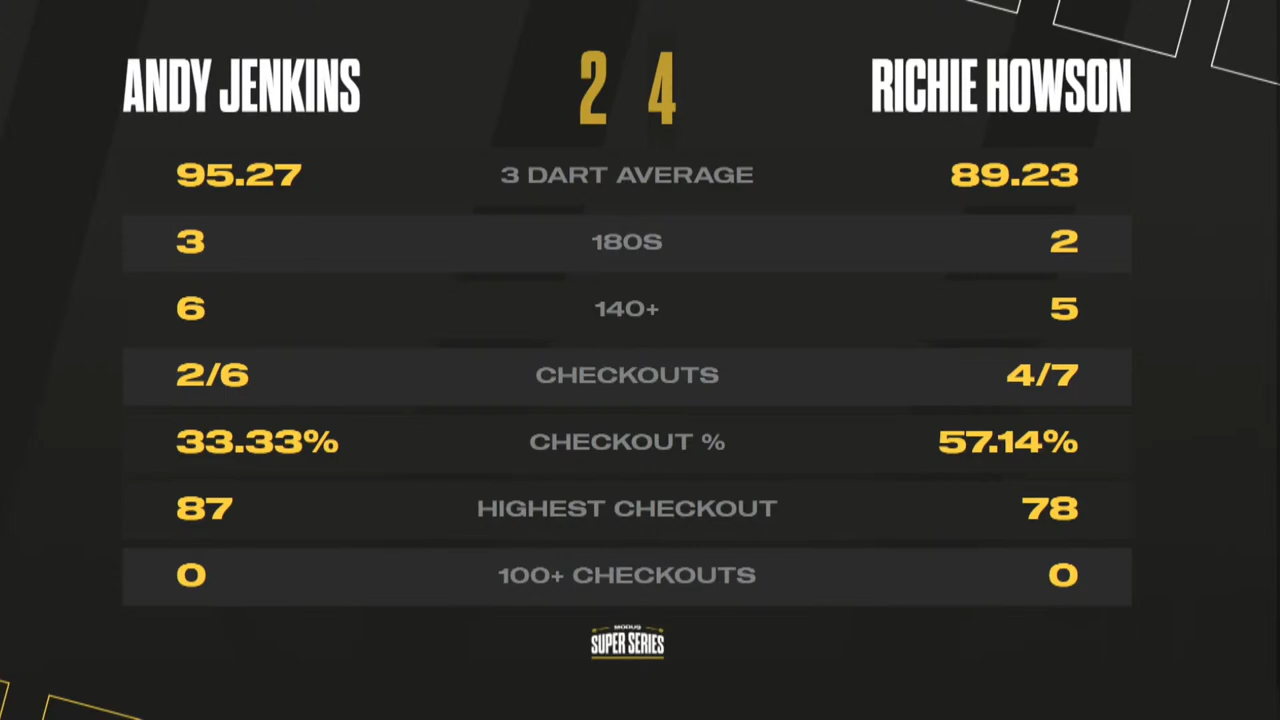 ANDY JENKINS 2 4 RICHIE HOWSON
95.27 3 DART AVERAGE 89.23
3 180S 2
6 140+ 5
2/6 CHECKOUTS 4/7
33.33% CHECKOUT % 57.14%
87 HIGHEST CHECKOUT 78
0 100+ CHECKOUTS 0
MODUS
SUPER SERIES